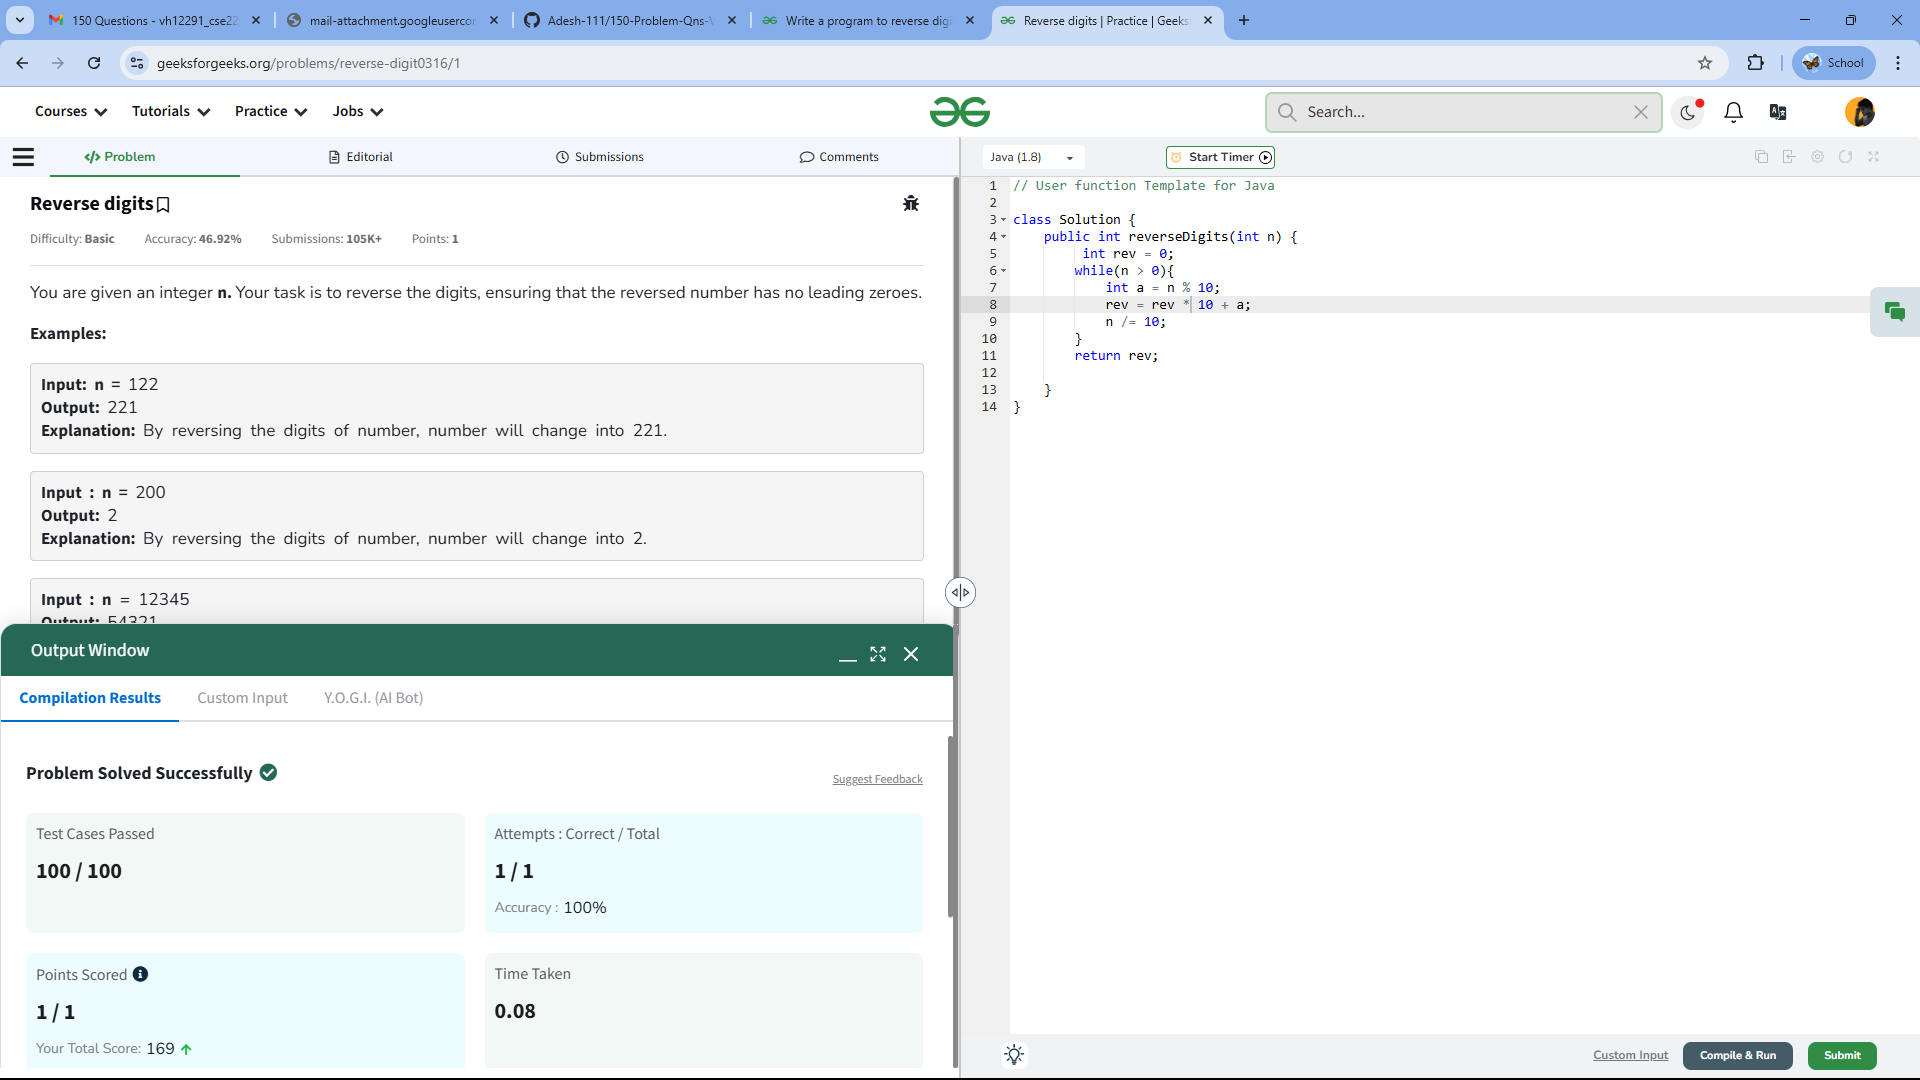 150 Questions - vh12291_cse22
mail-attachment.googleusercor
Adesh-111/150-Problem-Qns-V
Write a program to reverse digi
Reverse digits | Practice | Geeks
geeksforgeeks.org/problems/reverse-digit0316/1
School
Courses
Tutorials
Practice
Jobs
Search...
Problem
Editorial
Submissions
Comments
Java (1.8)
Start Timer
Reverse digits
Difficulty: Basic
Accuracy: 46.92%
Submissions: 105K+
Points: 1
You are given an integer n. Your task is to reverse the digits, ensuring that the reversed number has no leading zeroes.
Examples:
Input: n = 122
Output: 221
Explanation: By reversing the digits of number, number will change into 221.
Input : n = 200
Output: 2
Explanation: By reversing the digits of number, number will change into 2.
Input : n = 12345
Output: 54321
Output Window
Compilation Results
Custom Input
Y.O.G.I. (AI Bot)
Problem Solved Successfully
Suggest Feedback
Test Cases Passed
100 / 100
Attempts : Correct / Total
1 / 1
Accuracy : 100%
Points Scored
1 / 1
Your Total Score: 169
Time Taken
0.08
1 // User function Template for Java
2
3 class Solution {
4 public int reverseDigits(int n) {
5 int rev = 0;
6 while(n > 0){
7 int a = n % 10;
8 rev = rev * 10 + a;
9 n /= 10;
10 }
11 return rev;
12
13 }
14 }
Custom Input
Compile & Run
Submit